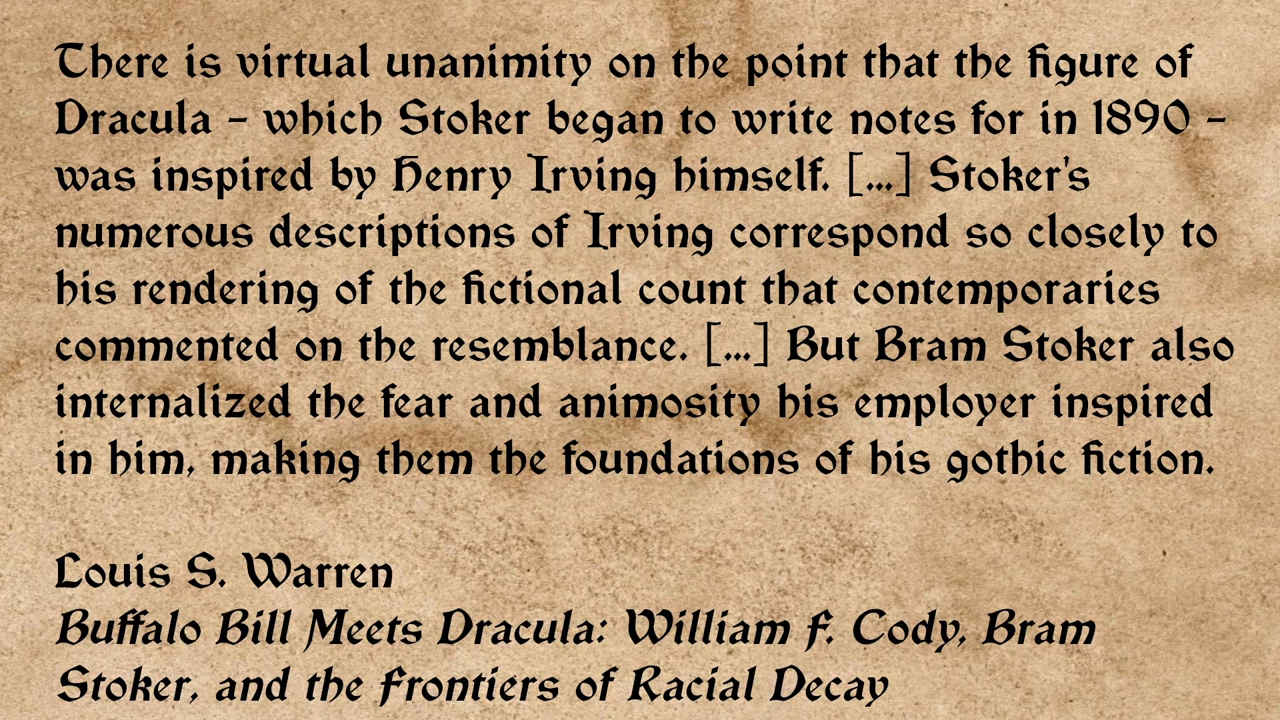 There is virtual unanimity on the point that the figure of
Dracula – which Stoker began to write notes for in 1890 –
was inspired by Henry Irving himself. [...] Stoker's
numerous descriptions of Irving correspond so closely to
his rendering of the fictional count that contemporaries
commented on the resemblance. [...] But Bram Stoker also
internalized the fear and animosity his employer inspired
in him, making them the foundations of his gothic fiction.
Louis S. Warren
Buffalo Bill Meets Dracula: William F. Cody, Bram
Stoker, and the Frontiers of Racial Decay